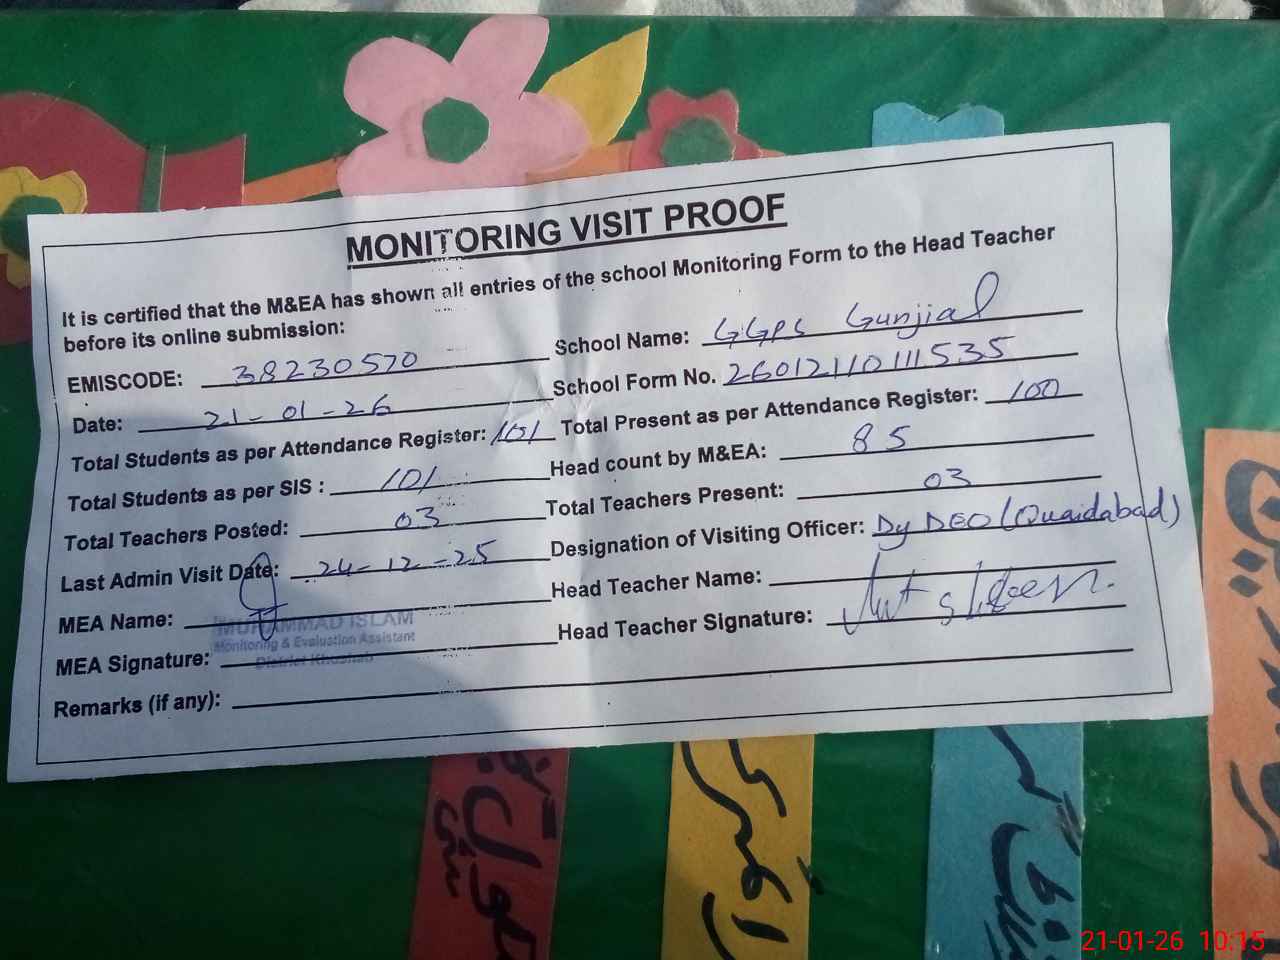 MONITORING VISIT PROOF
It is certified that the M&EA has shown all entries of the school Monitoring Form to the Head Teacher
before its online submission:
EMISCODE: 38230570 School Name: GGPS Gunjial
Date: 21-01-26 School Form No. 26012110111535
Total Students as per Attendance Register: 101 Total Present as per Attendance Register: 100
Total Students as per SIS : 101 Head count by M&EA: 85
Total Teachers Posted: 03 Total Teachers Present: 03
Last Admin Visit Date: 24-12-25 Designation of Visiting Officer: Dy DEO (Quaidabad)
MEA Name: Head Teacher Name:
MUHAMMAD ISLAM
Monitoring & Evaluation Assistant
District Khushab
MEA Signature: Head Teacher Signature:
Remarks (if any):
21-01-26 10:15